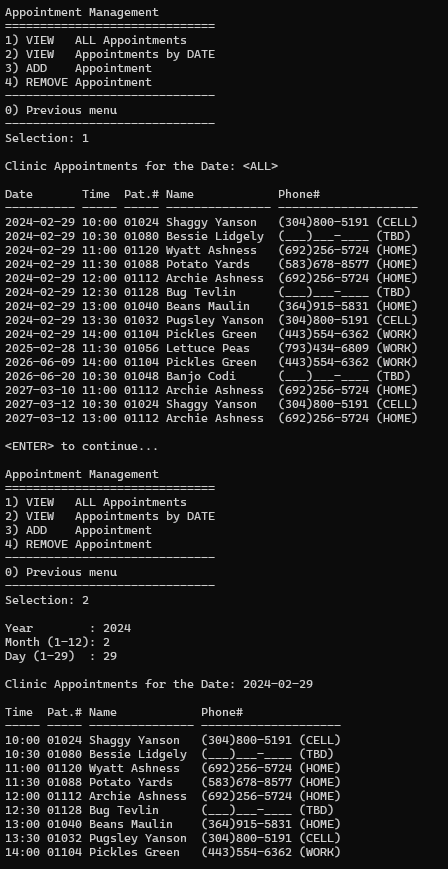 Appointment Management
==============================
1) VIEW   ALL Appointments
2) VIEW   Appointments by DATE
3) ADD    Appointment
4) REMOVE Appointment
------------------------------
0) Previous menu
------------------------------
Selection: 1

Clinic Appointments for the Date: <ALL>

Date       Time  Pat.# Name            Phone#
---------- ----- ----- --------------- --------------------
2024-02-29 10:00 01024 Shaggy Yanson   (304)800-5191 (CELL)
2024-02-29 10:30 01080 Bessie Lidgely  (___)___-____ (TBD)
2024-02-29 11:00 01120 Wyatt Ashness   (692)256-5724 (HOME)
2024-02-29 11:30 01088 Potato Yards    (583)678-8577 (HOME)
2024-02-29 12:00 01112 Archie Ashness  (692)256-5724 (HOME)
2024-02-29 12:30 01128 Bug Tevlin      (___)___-____ (TBD)
2024-02-29 13:00 01040 Beans Maulin    (364)915-5831 (HOME)
2024-02-29 13:30 01032 Pugsley Yanson  (304)800-5191 (CELL)
2024-02-29 14:00 01104 Pickles Green   (443)554-6362 (WORK)
2025-02-28 11:30 01056 Lettuce Peas    (793)434-6809 (WORK)
2026-06-09 14:00 01104 Pickles Green   (443)554-6362 (WORK)
2026-06-20 10:30 01048 Banjo Codi      (___)___-____ (TBD)
2027-03-10 11:00 01112 Archie Ashness  (692)256-5724 (HOME)
2027-03-12 10:30 01024 Shaggy Yanson   (304)800-5191 (CELL)
2027-03-12 13:00 01112 Archie Ashness  (692)256-5724 (HOME)

<ENTER> to continue...

Appointment Management
==============================
1) VIEW   ALL Appointments
2) VIEW   Appointments by DATE
3) ADD    Appointment
4) REMOVE Appointment
------------------------------
0) Previous menu
------------------------------
Selection: 2

Year        : 2024
Month (1-12): 2
Day (1-29)  : 29

Clinic Appointments for the Date: 2024-02-29

Time  Pat.# Name            Phone#
----- ----- --------------- --------------------
10:00 01024 Shaggy Yanson   (304)800-5191 (CELL)
10:30 01080 Bessie Lidgely  (___)___-____ (TBD)
11:00 01120 Wyatt Ashness   (692)256-5724 (HOME)
11:30 01088 Potato Yards    (583)678-8577 (HOME)
12:00 01112 Archie Ashness  (692)256-5724 (HOME)
12:30 01128 Bug Tevlin      (___)___-____ (TBD)
13:00 01040 Beans Maulin    (364)915-5831 (HOME)
13:30 01032 Pugsley Yanson  (304)800-5191 (CELL)
14:00 01104 Pickles Green   (443)554-6362 (WORK)